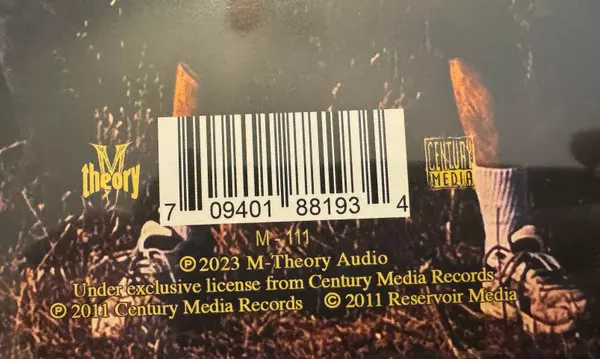 M
theory
CENTURY
MEDIA
7 09401 88193 4
M - 111
℗ 2023 M-Theory Audio
Under exclusive license from Century Media Records
℗ 2011 Century Media Records © 2011 Reservoir Media